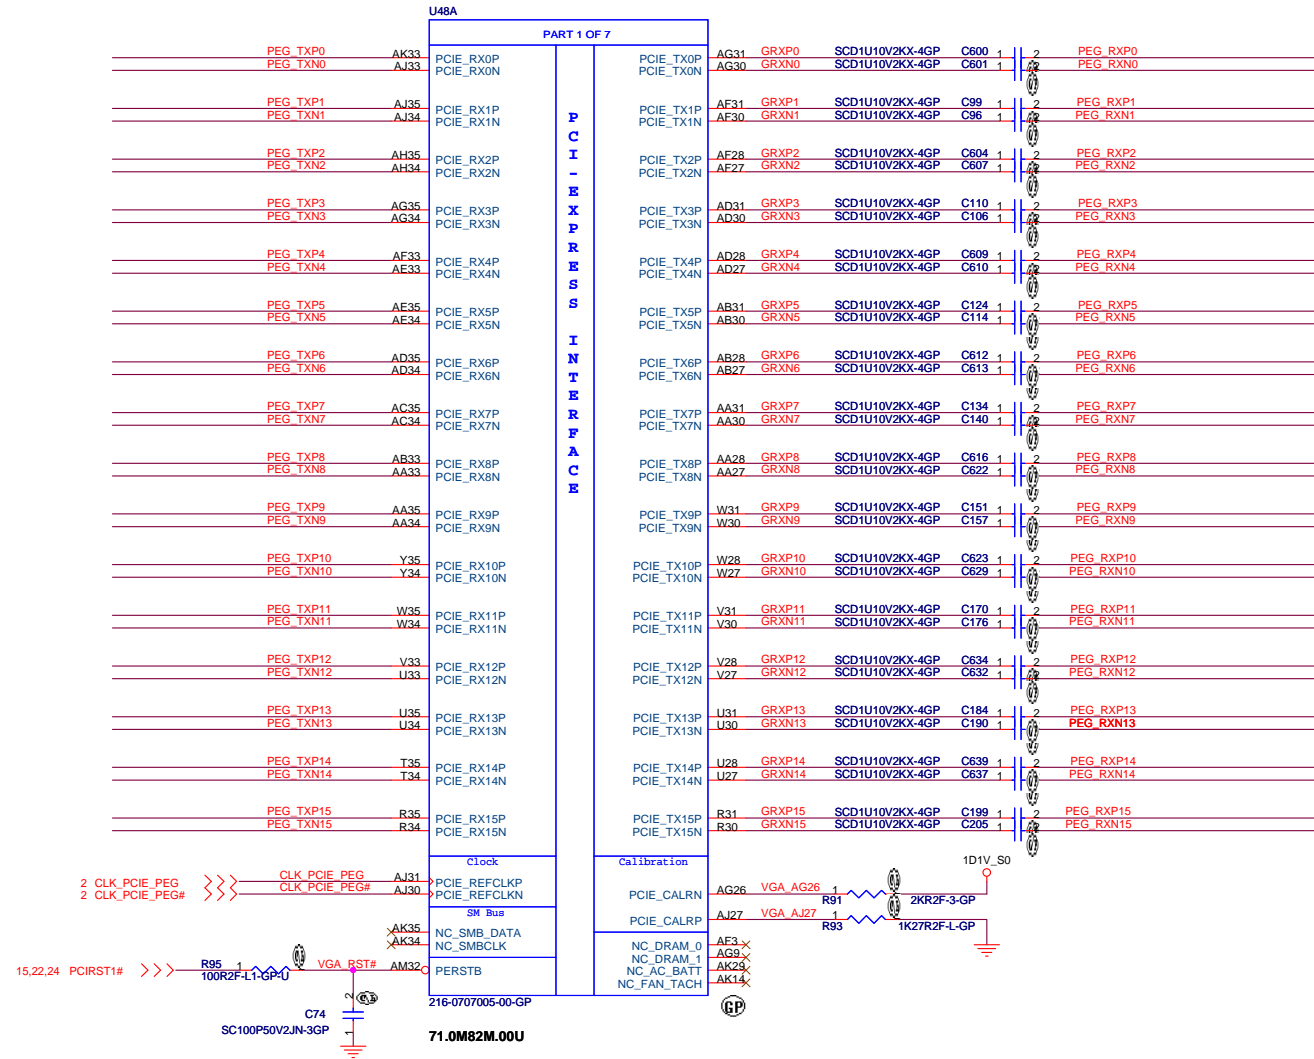 U48A
PART 1 OF 7
PEG_TXP0 AK33 PCIE_RX0P PCIE_TX0P AG31 GRXP0 SCD1U10V2KX-4GP C600 1 2 PEG_RXP0
PEG_TXN0 AJ33 PCIE_RX0N PCIE_TX0N AG30 GRXN0 SCD1U10V2KX-4GP C601 1 2 PEG_RXN0
PEG_TXP1 AJ35 PCIE_RX1P PCIE_TX1P AF31 GRXP1 SCD1U10V2KX-4GP C99 1 2 PEG_RXP1
PEG_TXN1 AJ34 PCIE_RX1N PCIE_TX1N AF30 GRXN1 SCD1U10V2KX-4GP C96 1 2 PEG_RXN1
PEG_TXP2 AH35 PCIE_RX2P PCIE_TX2P AF28 GRXP2 SCD1U10V2KX-4GP C604 1 2 PEG_RXP2
PEG_TXN2 AH34 PCIE_RX2N PCIE_TX2N AF27 GRXN2 SCD1U10V2KX-4GP C607 1 2 PEG_RXN2
PEG_TXP3 AG35 PCIE_RX3P PCIE_TX3P AD31 GRXP3 SCD1U10V2KX-4GP C110 1 2 PEG_RXP3
PEG_TXN3 AG34 PCIE_RX3N PCIE_TX3N AD30 GRXN3 SCD1U10V2KX-4GP C106 1 2 PEG_RXN3
PEG_TXP4 AF33 PCIE_RX4P PCIE_TX4P AD28 GRXP4 SCD1U10V2KX-4GP C609 1 2 PEG_RXP4
PEG_TXN4 AE33 PCIE_RX4N PCIE_TX4N AD27 GRXN4 SCD1U10V2KX-4GP C610 1 2 PEG_RXN4
PEG_TXP5 AE35 PCIE_RX5P PCIE_TX5P AB31 GRXP5 SCD1U10V2KX-4GP C124 1 2 PEG_RXP5
PEG_TXN5 AE34 PCIE_RX5N PCIE_TX5N AB30 GRXN5 SCD1U10V2KX-4GP C114 1 2 PEG_RXN5
PEG_TXP6 AD35 PCIE_RX6P PCIE_TX6P AB28 GRXP6 SCD1U10V2KX-4GP C612 1 2 PEG_RXP6
PEG_TXN6 AD34 PCIE_RX6N PCIE_TX6N AB27 GRXN6 SCD1U10V2KX-4GP C613 1 2 PEG_RXN6
PEG_TXP7 AC35 PCIE_RX7P PCIE_TX7P AA31 GRXP7 SCD1U10V2KX-4GP C134 1 2 PEG_RXP7
PEG_TXN7 AC34 PCIE_RX7N PCIE_TX7N AA30 GRXN7 SCD1U10V2KX-4GP C140 1 2 PEG_RXN7
PEG_TXP8 AB33 PCIE_RX8P PCIE_TX8P AA28 GRXP8 SCD1U10V2KX-4GP C616 1 2 PEG_RXP8
PEG_TXN8 AA33 PCIE_RX8N PCIE_TX8N AA27 GRXN8 SCD1U10V2KX-4GP C622 1 2 PEG_RXN8
PEG_TXP9 AA35 PCIE_RX9P PCIE_TX9P W31 GRXP9 SCD1U10V2KX-4GP C151 1 2 PEG_RXP9
PEG_TXN9 AA34 PCIE_RX9N PCIE_TX9N W30 GRXN9 SCD1U10V2KX-4GP C157 1 2 PEG_RXN9
PEG_TXP10 Y35 PCIE_RX10P PCIE_TX10P W28 GRXP10 SCD1U10V2KX-4GP C623 1 2 PEG_RXP10
PEG_TXN10 Y34 PCIE_RX10N PCIE_TX10N W27 GRXN10 SCD1U10V2KX-4GP C629 1 2 PEG_RXN10
PEG_TXP11 W35 PCIE_RX11P PCIE_TX11P V31 GRXP11 SCD1U10V2KX-4GP C170 1 2 PEG_RXP11
PEG_TXN11 W34 PCIE_RX11N PCIE_TX11N V30 GRXN11 SCD1U10V2KX-4GP C176 1 2 PEG_RXN11
PEG_TXP12 V33 PCIE_RX12P PCIE_TX12P V28 GRXP12 SCD1U10V2KX-4GP C634 1 2 PEG_RXP12
PEG_TXN12 U33 PCIE_RX12N PCIE_TX12N V27 GRXN12 SCD1U10V2KX-4GP C632 1 2 PEG_RXN12
PEG_TXP13 U35 PCIE_RX13P PCIE_TX13P U31 GRXP13 SCD1U10V2KX-4GP C184 1 2 PEG_RXP13
PEG_TXN13 U34 PCIE_RX13N PCIE_TX13N U30 GRXN13 SCD1U10V2KX-4GP C190 1 2 PEG_RXN13
PEG_TXP14 T35 PCIE_RX14P PCIE_TX14P U28 GRXP14 SCD1U10V2KX-4GP C639 1 2 PEG_RXP14
PEG_TXN14 T34 PCIE_RX14N PCIE_TX14N U27 GRXN14 SCD1U10V2KX-4GP C637 1 2 PEG_RXN14
PEG_TXP15 R35 PCIE_RX15P PCIE_TX15P R31 GRXP15 SCD1U10V2KX-4GP C199 1 2 PEG_RXP15
PEG_TXN15 R34 PCIE_RX15N PCIE_TX15N R30 GRXN15 SCD1U10V2KX-4GP C205 1 2 PEG_RXN15
PCI-EXPRESS INTERFACE
Clock
2 CLK_PCIE_PEG CLK_PCIE_PEG AJ31 PCIE_REFCLKP
2 CLK_PCIE_PEG# CLK_PCIE_PEG# AJ30 PCIE_REFCLKN
SM Bus
AK35 NC_SMB_DATA
AK34 NC_SMBCLK
15,22,24 PCIRST1# R95 1 100R2F-L1-GP-U VGA_RST# AM32 PERSTB
2 C74 1
SC100P50V2JN-3GP
Calibration
1D1V_S0
PCIE_CALRN AG26 VGA_AG26 1 R91 2KR2F-3-GP
PCIE_CALRP AJ27 VGA_AJ27 1 R93 1K27R2F-L-GP
NC_DRAM_0 AF3
NC_DRAM_1 AG9
NC_AC_BATT AK29
NC_FAN_TACH AK14
216-0707005-00-GP
GP
71.0M82M.00U